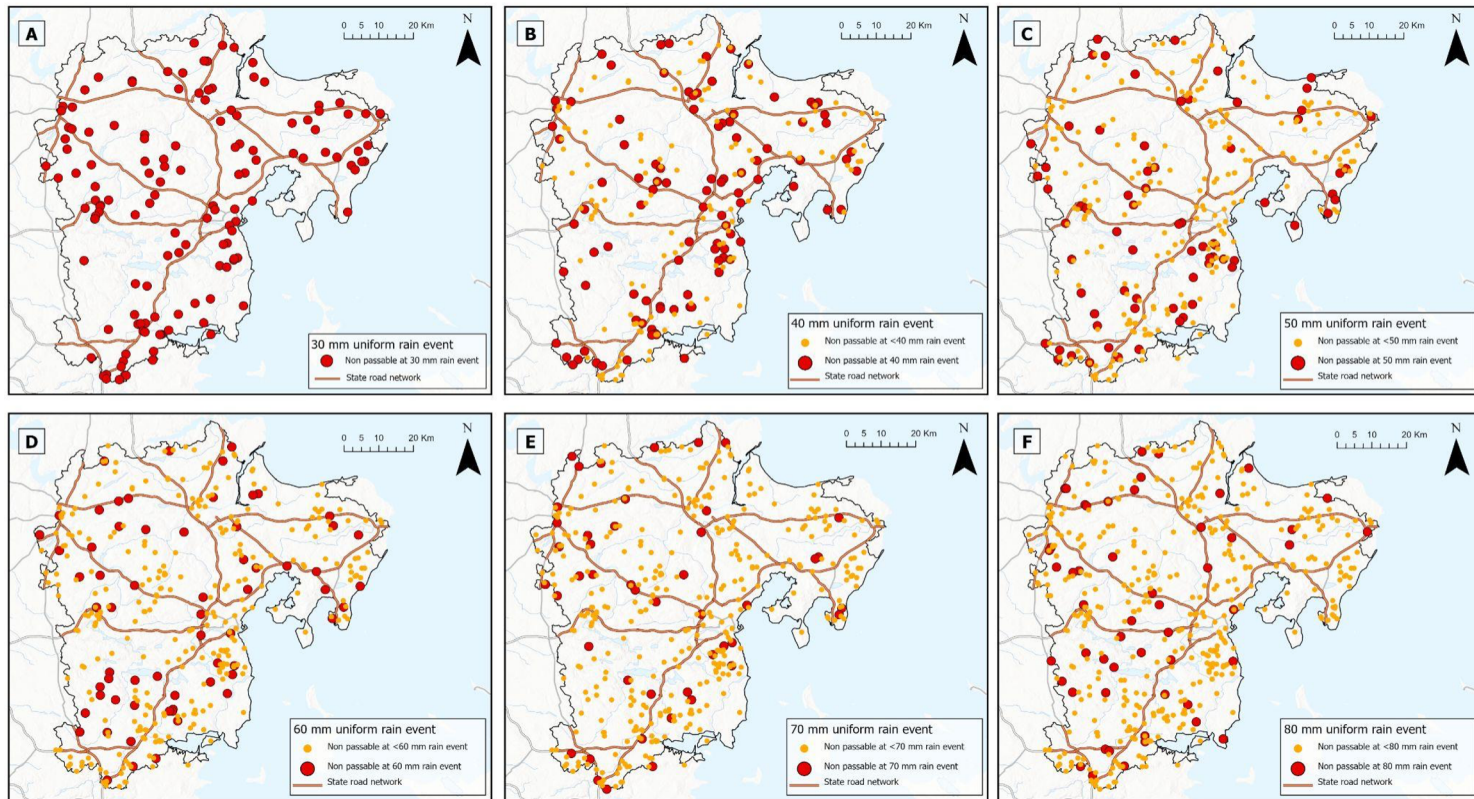 A
0 5 10 20 Km
N
30 mm uniform rain event
Non passable at 30 mm rain event
State road network
B
0 5 10 20 Km
N
40 mm uniform rain event
Non passable at <40 mm rain event
Non passable at 40 mm rain event
State road network
C
0 5 10 20 Km
N
50 mm uniform rain event
Non passable at <50 mm rain event
Non passable at 50 mm rain event
State road network
D
0 5 10 20 Km
N
60 mm uniform rain event
Non passable at <60 mm rain event
Non passable at 60 mm rain event
State road network
E
0 5 10 20 Km
N
70 mm uniform rain event
Non passable at <70 mm rain event
Non passable at 70 mm rain event
State road network
F
0 5 10 20 Km
N
80 mm uniform rain event
Non passable at <80 mm rain event
Non passable at 80 mm rain event
State road network